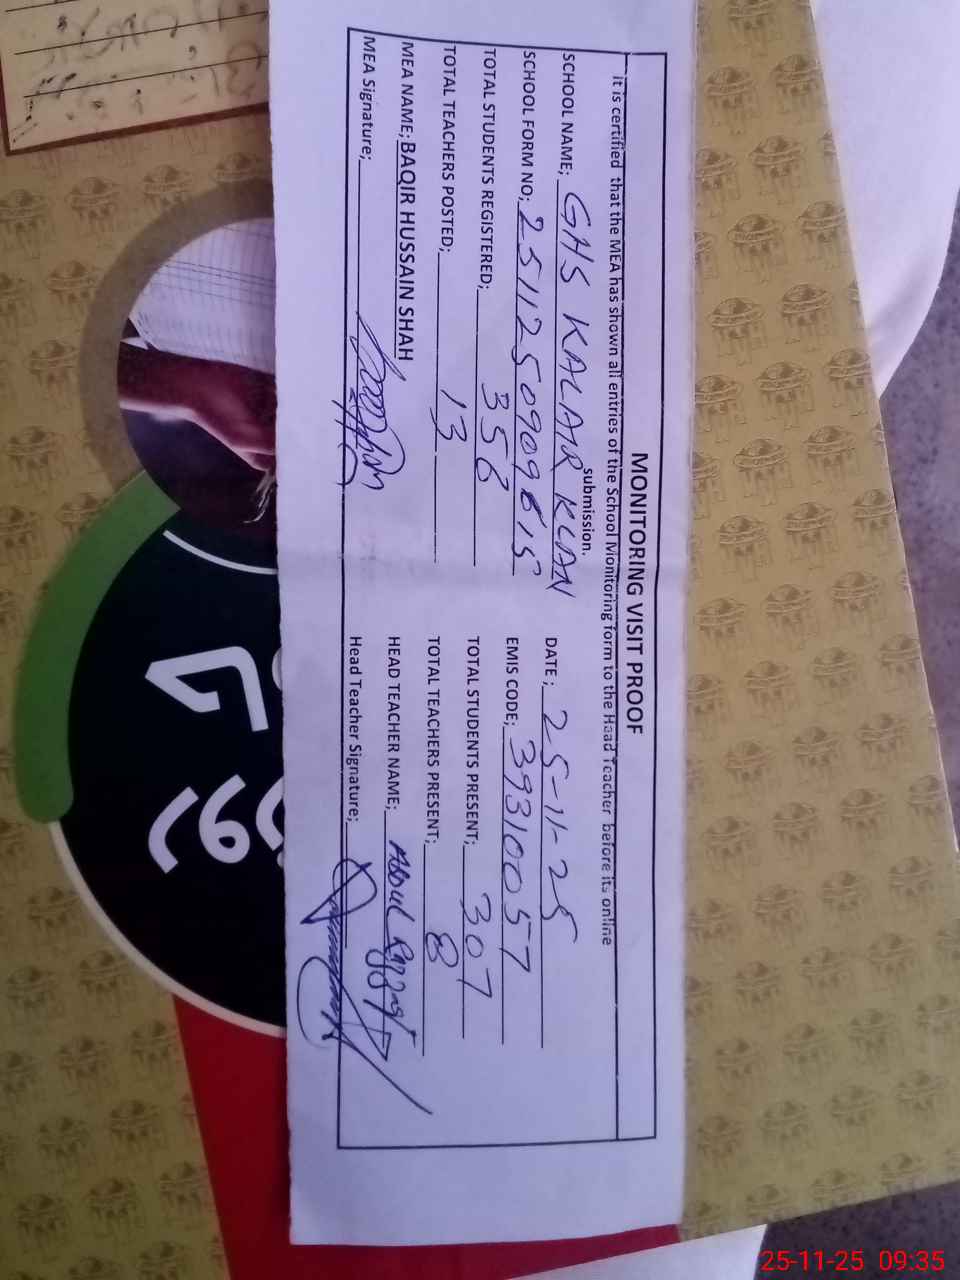 MONITORING VISIT PROOF
it is certified that the MEA has shown all entries of the School Monitoring form to the Head Teacher before its online
submission.
SCHOOL NAME; GHS KALAIR KLAN DATE; 25-11-25
SCHOOL FORM NO; EMIS CODE; 39310057
TOTAL STUDENTS REGISTERED; 356 TOTAL STUDENTS PRESENT; 307
TOTAL TEACHERS POSTED; 13 TOTAL TEACHERS PRESENT; 8
MEA NAME; BAQIR HUSSAIN SHAH HEAD TEACHER NAME; Abdul
MEA Signature; Head Teacher Signature;
25-11-25 09:35